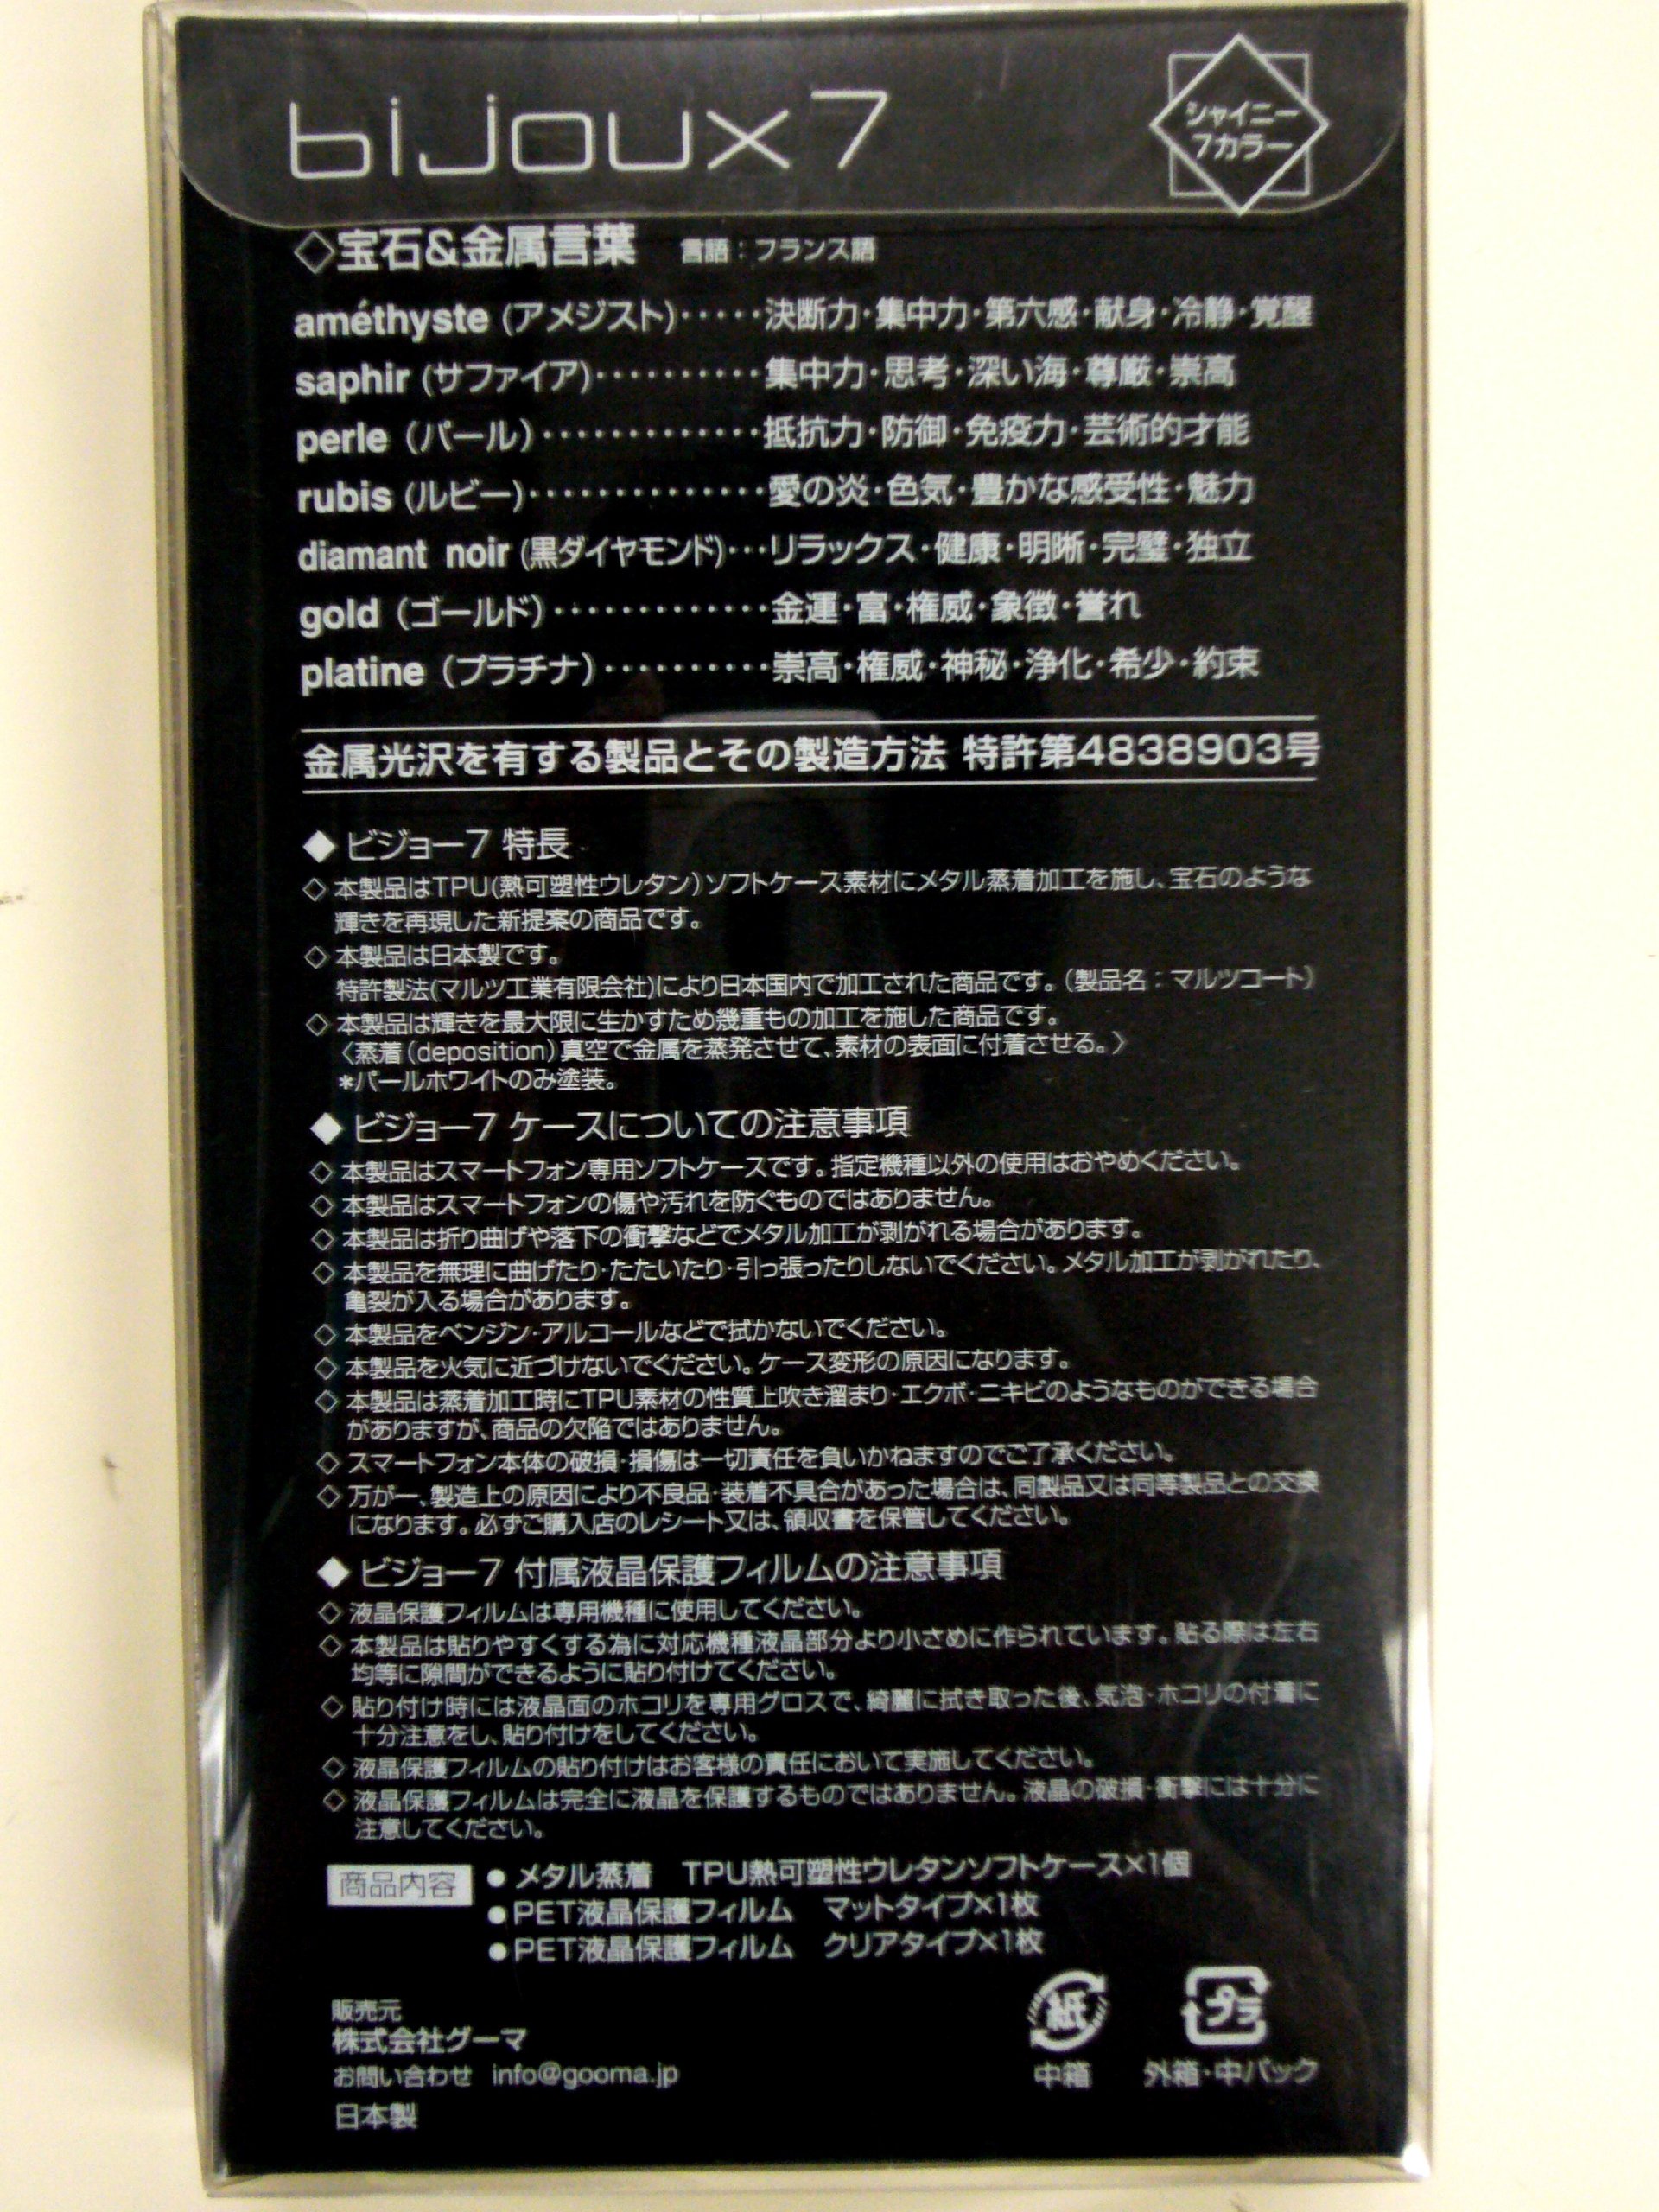 bijoux7
シャイニー
7カラー
◇宝石&金属言葉 言語：フランス語
améthyste (アメジスト)・・・・・決断力・集中力・第六感・献身・冷静・覚醒
saphir (サファイア)・・・・・・・・・・集中力・思考・深い海・尊厳・崇高
perle (パール)・・・・・・・・・・・・・抵抗力・防御・免疫力・芸術的才能
rubis (ルビー)・・・・・・・・・・・・・・愛の炎・色気・豊かな感受性・魅力
diamant noir (黒ダイヤモンド)・・・リラックス・健康・明晰・完璧・独立
gold (ゴールド)・・・・・・・・・・・・・金運・富・権威・象徴・誉れ
platine (プラチナ)・・・・・・・・・・崇高・権威・神秘・浄化・希少・約束
金属光沢を有する製品とその製造方法 特許第4838903号
◆ ビジョー7 特長
◇ 本製品はTPU(熱可塑性ウレタン)ソフトケース素材にメタル蒸着加工を施し、宝石のような
輝きを再現した新提案の商品です。
◇ 本製品は日本製です。
特許製法(マルツ工業有限会社)により日本国内で加工された商品です。(製品名：マルツコート)
◇ 本製品は輝きを最大限に生かすため幾重もの加工を施した商品です。
〈蒸着(deposition)真空で金属を蒸発させて、素材の表面に付着させる。〉
*パールホワイトのみ塗装。
◆ ビジョー7 ケースについての注意事項
◇ 本製品はスマートフォン専用ソフトケースです。指定機種以外の使用はおやめください。
◇ 本製品はスマートフォンの傷や汚れを防ぐものではありません。
◇ 本製品は折り曲げや落下の衝撃などでメタル加工が剥がれる場合があります。
◇ 本製品を無理に曲げたり・たたいたり・引っ張ったりしないでください。メタル加工が剥がれたり、
亀裂が入る場合があります。
◇ 本製品をベンジン・アルコールなどで拭かないでください。
◇ 本製品を火気に近づけないでください。ケース変形の原因になります。
◇ 本製品は蒸着加工時にTPU素材の性質上吹き溜まり・エクボ・ニキビのようなものができる場合
がありますが、商品の欠陥ではありません。
◇ スマートフォン本体の破損・損傷は一切責任を負いかねますのでご了承ください。
◇ 万が一、製造上の原因により不良品・装着不具合があった場合は、同製品又は同等製品との交換
になります。必ずご購入店のレシート又は、領収書を保管してください。
◆ ビジョー7 付属液晶保護フィルムの注意事項
◇ 液晶保護フィルムは専用機種に使用してください。
◇ 本製品は貼りやすくする為に対応機種液晶部分より小さめに作られています。貼る際は左右
均等に隙間ができるように貼り付けてください。
◇ 貼り付け時には液晶面のホコリを専用グロスで、綺麗に拭き取った後、気泡・ホコリの付着に
十分注意をし、貼り付けをしてください。
◇ 液晶保護フィルムの貼り付けはお客様の責任において実施してください。
◇ 液晶保護フィルムは完全に液晶を保護するものではありません。液晶の破損・衝撃には十分に
注意してください。
商品内容 ● メタル蒸着 TPU熱可塑性ウレタンソフトケース×1個
● PET液晶保護フィルム マットタイプ×1枚
● PET液晶保護フィルム クリアタイプ×1枚
販売元
株式会社グーマ
お問い合わせ info@gooma.jp
日本製
紙
中箱
プラ
外箱・中パック